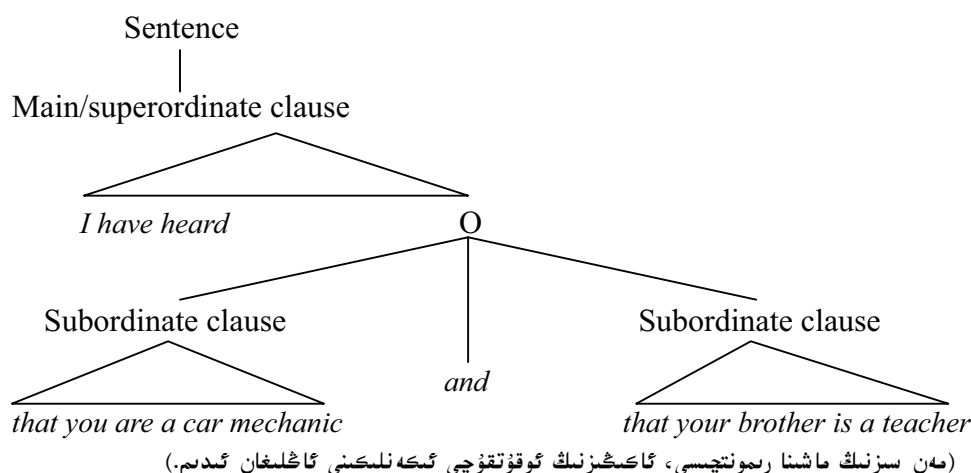 Sentence
Main/superordinate clause
I have heard
O
Subordinate clause
Subordinate clause
and
that you are a car mechanic
that your brother is a teacher
(مەن سىزنىڭ ماشىنا رېمونتچىسى، ئاكىڭىزنىڭ ئوقۇتقۇچى ئىكەنلىكىنى ئاڭلىغان ئىدىم.)